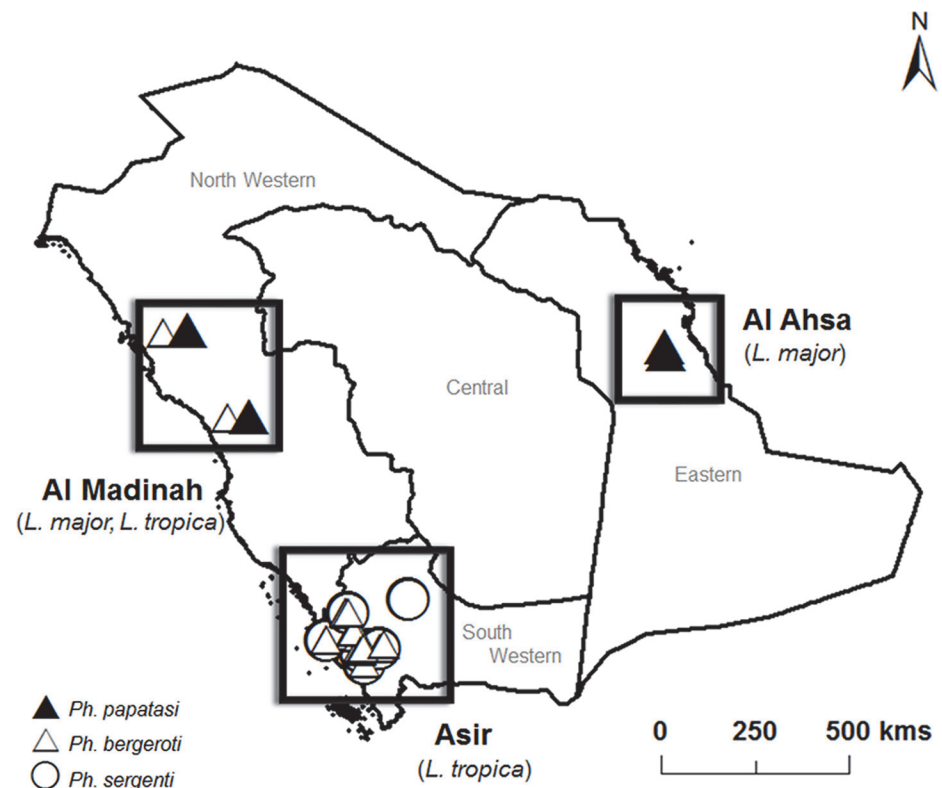 N
North Western
Al Ahsa
(L. major)
Central
Eastern
Al Madinah
(L. major, L. tropica)
South
Western
Asir
(L. tropica)
Ph. papatasi
Ph. bergeroti
Ph. sergenti
0 250 500 kms